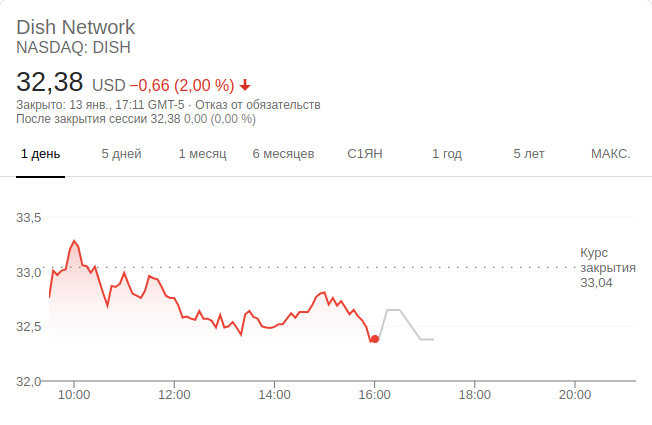 Dish Network
NASDAQ: DISH
32,38 USD −0,66 (2,00 %)
Закрыто: 13 янв., 17:11 GMT-5 · Отказ от обязательств
После закрытия сессии 32,38 0,00 (0,00 %)
1 день 5 дней 1 месяц 6 месяцев С1ЯН 1 год 5 лет МАКС.
33,5
Курс
закрытия
33,04
33,0
32,5
32,0
10:00 12:00 14:00 16:00 18:00 20:00